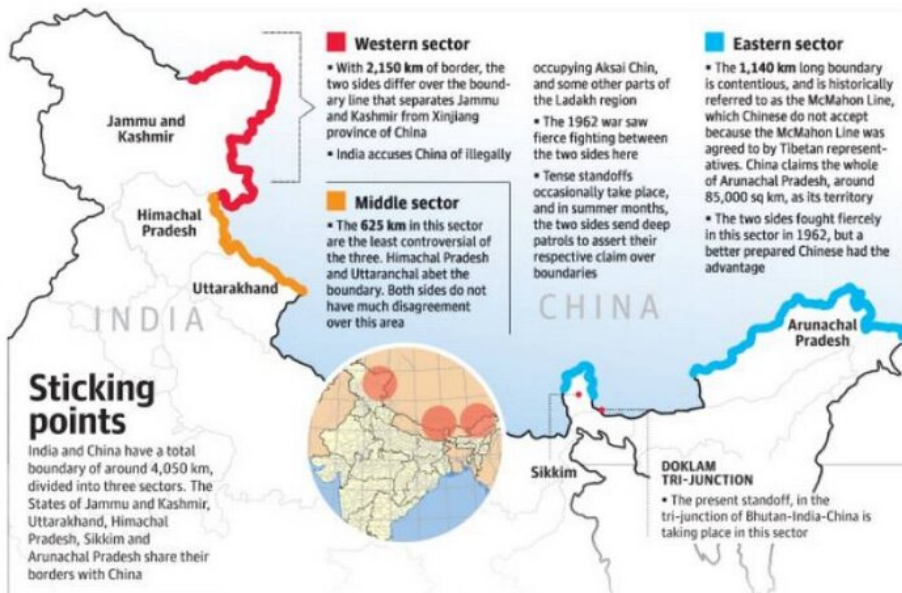 Western sector
▪ With 2,150 km of border, the
two sides differ over the bound-
ary line that separates Jammu
and Kashmir from Xinjiang
province of China
▪ India accuses China of illegally
occupying Aksai Chin,
and some other parts of
the Ladakh region
▪ The 1962 war saw
fierce fighting between
the two sides here
▪ Tense standoffs
occasionally take place,
and in summer months,
the two sides send deep
patrols to assert their
respective claim over
boundaries
Middle sector
▪ The 625 km in this sector
are the least controversial of
the three. Himachal Pradesh
and Uttaranchal abet the
boundary. Both sides do not
have much disagreement
over this area
Eastern sector
▪ The 1,140 km long boundary
is contentious, and is historically
referred to as the McMahon Line,
which Chinese do not accept
because the McMahon Line was
agreed to by Tibetan represent-
atives. China claims the whole
of Arunachal Pradesh, around
85,000 sq km, as its territory
▪ The two sides fought fiercely
in this sector in 1962, but a
better prepared Chinese had the
advantage
Jammu and
Kashmir
Himachal
Pradesh
Uttarakhand
INDIA
CHINA
Arunachal
Pradesh
Sikkim
Sticking
points
India and China have a total
boundary of around 4,050 km,
divided into three sectors. The
States of Jammu and Kashmir,
Uttarakhand, Himachal
Pradesh, Sikkim and
Arunachal Pradesh share their
borders with China
DOKLAM
TRI-JUNCTION
▪ The present standoff, in the
tri-junction of Bhutan-India-China is
taking place in this sector